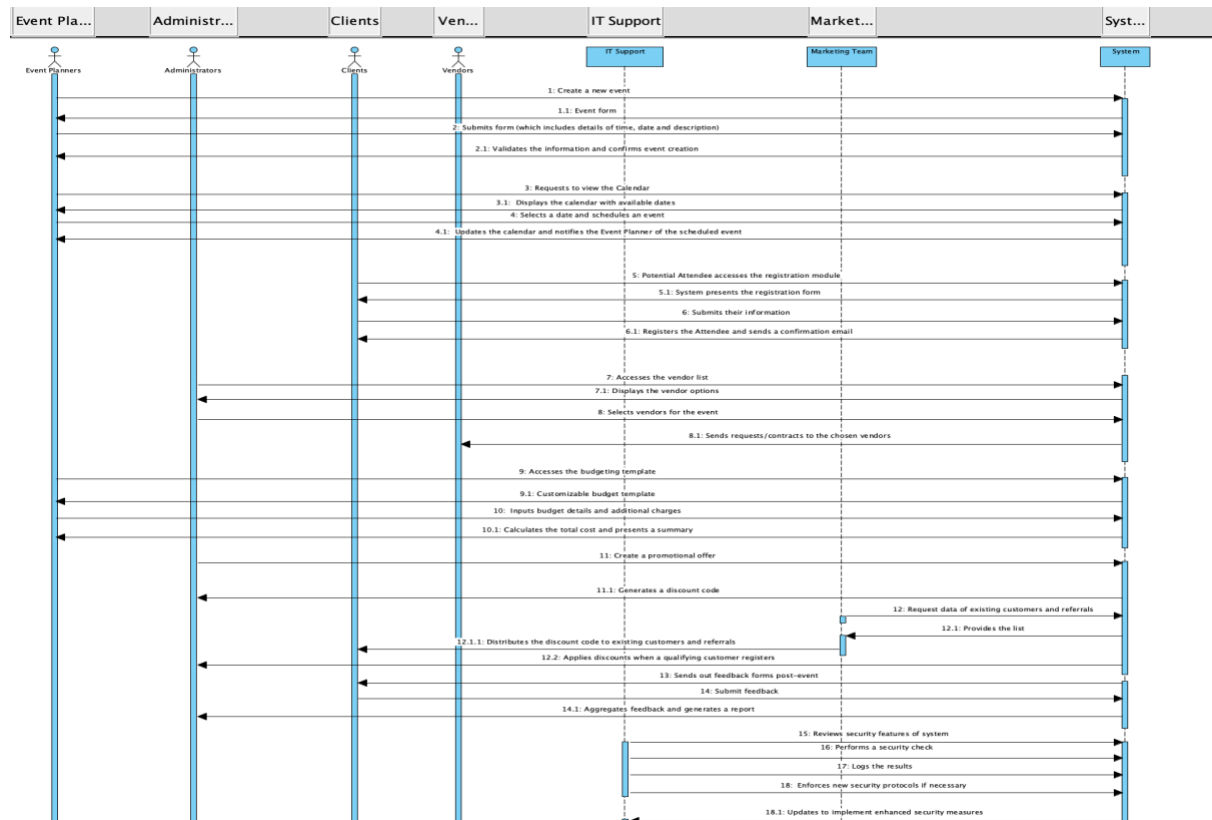 Event Pla...
Administr...
Clients
Ven...
IT Support
Market...
Syst...
Event Planners
Administrators
Clients
Vendors
IT Support
Marketing Team
System
1: Create a new event
1.1: Event form
2: Submits form (which includes details of time, date and description)
2.1: Validates the information and confirms event creation
3: Requests to view the Calendar
3.1: Displays the calendar with available dates
4: Selects a date and schedules an event
4.1: Updates the calendar and notifies the Event Planner of the scheduled event
5: Potential Attendee accesses the registration module
5.1: System presents the registration form
6: Submits their information
6.1: Registers the Attendee and sends a confirmation email
7: Accesses the vendor list
7.1: Displays the vendor options
8: Selects vendors for the event
8.1: Sends requests/contracts to the chosen vendors
9: Accesses the budgeting template
9.1: Customizable budget template
10: Inputs budget details and additional charges
10.1: Calculates the total cost and presents a summary
11: Create a promotional offer
11.1: Generates a discount code
12: Request data of existing customers and referrals
12.1: Provides the list
12.1.1: Distributes the discount code to existing customers and referrals
12.2: Applies discounts when a qualifying customer registers
13: Sends out feedback forms post-event
14: Submit feedback
14.1: Aggregates feedback and generates a report
15: Reviews security features of system
16: Performs a security check
17: Logs the results
18: Enforces new security protocols if necessary
18.1: Updates to implement enhanced security measures